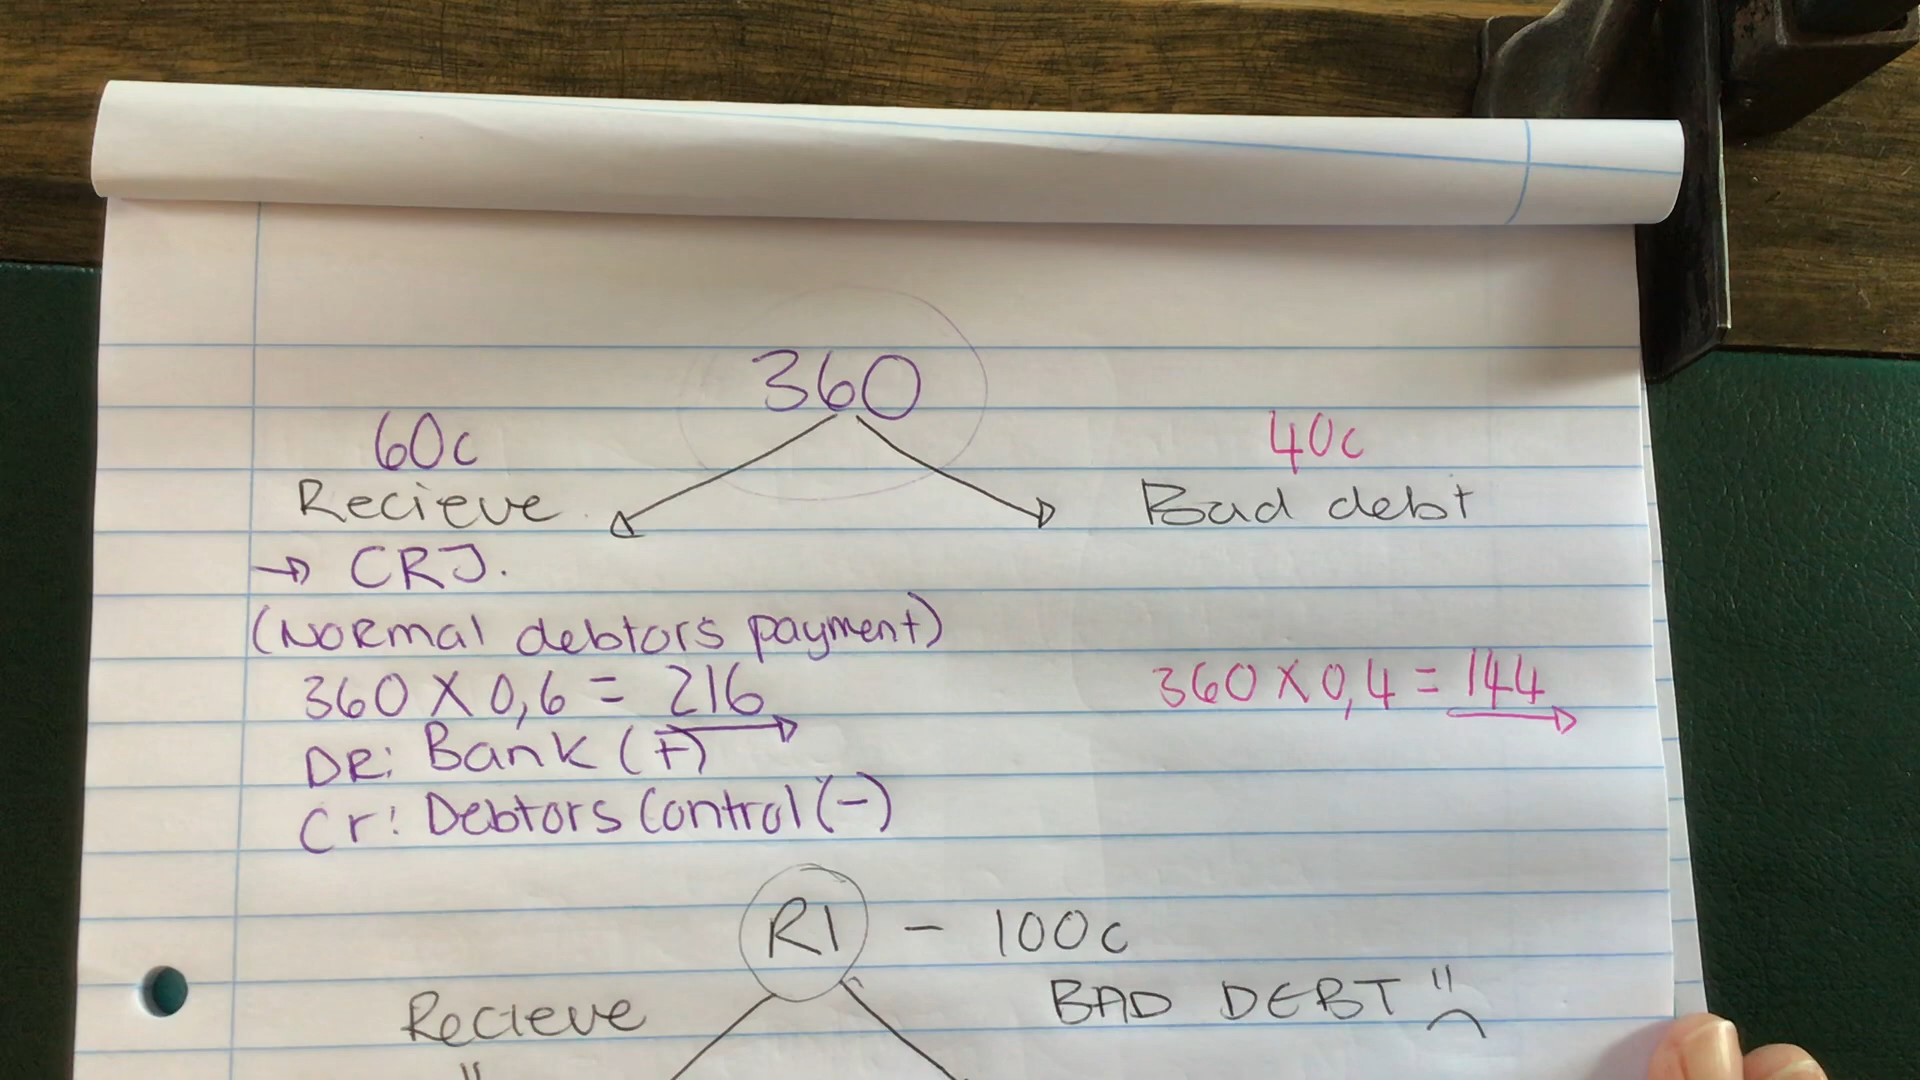 360
60c
40c
Recieve
Bad debt
→ CRJ.
(Normal debtors payment)
360 X 0,6 = 216
360 X 0,4 = 144
DR: Bank (+)
Cr: Debtors Control (-)
R1 - 100c
Recieve
BAD DEBT